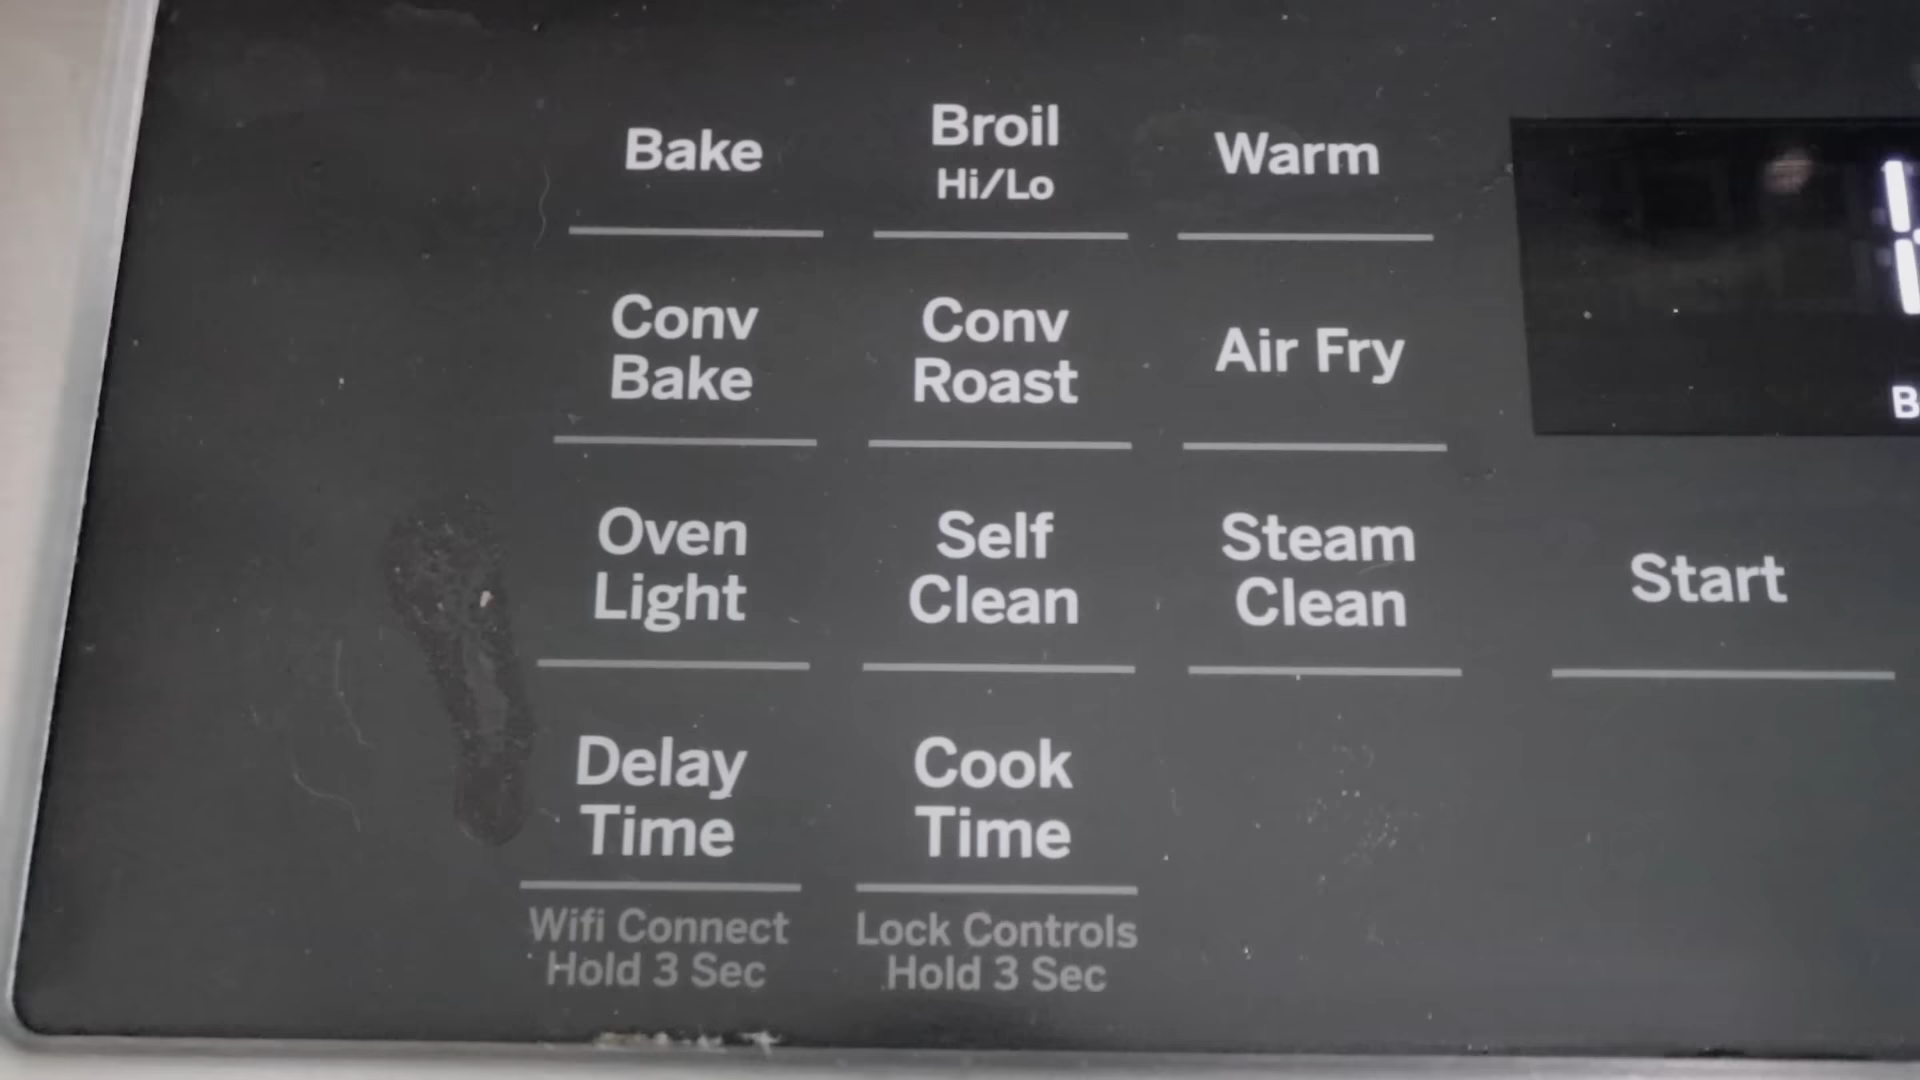 Bake
Broil
Hi/Lo
Warm
Conv
Bake
Conv
Roast
Air Fry
Oven
Light
Self
Clean
Steam
Clean
Start
Delay
Time
Cook
Time
Wifi Connect
Hold 3 Sec
Lock Controls
Hold 3 Sec